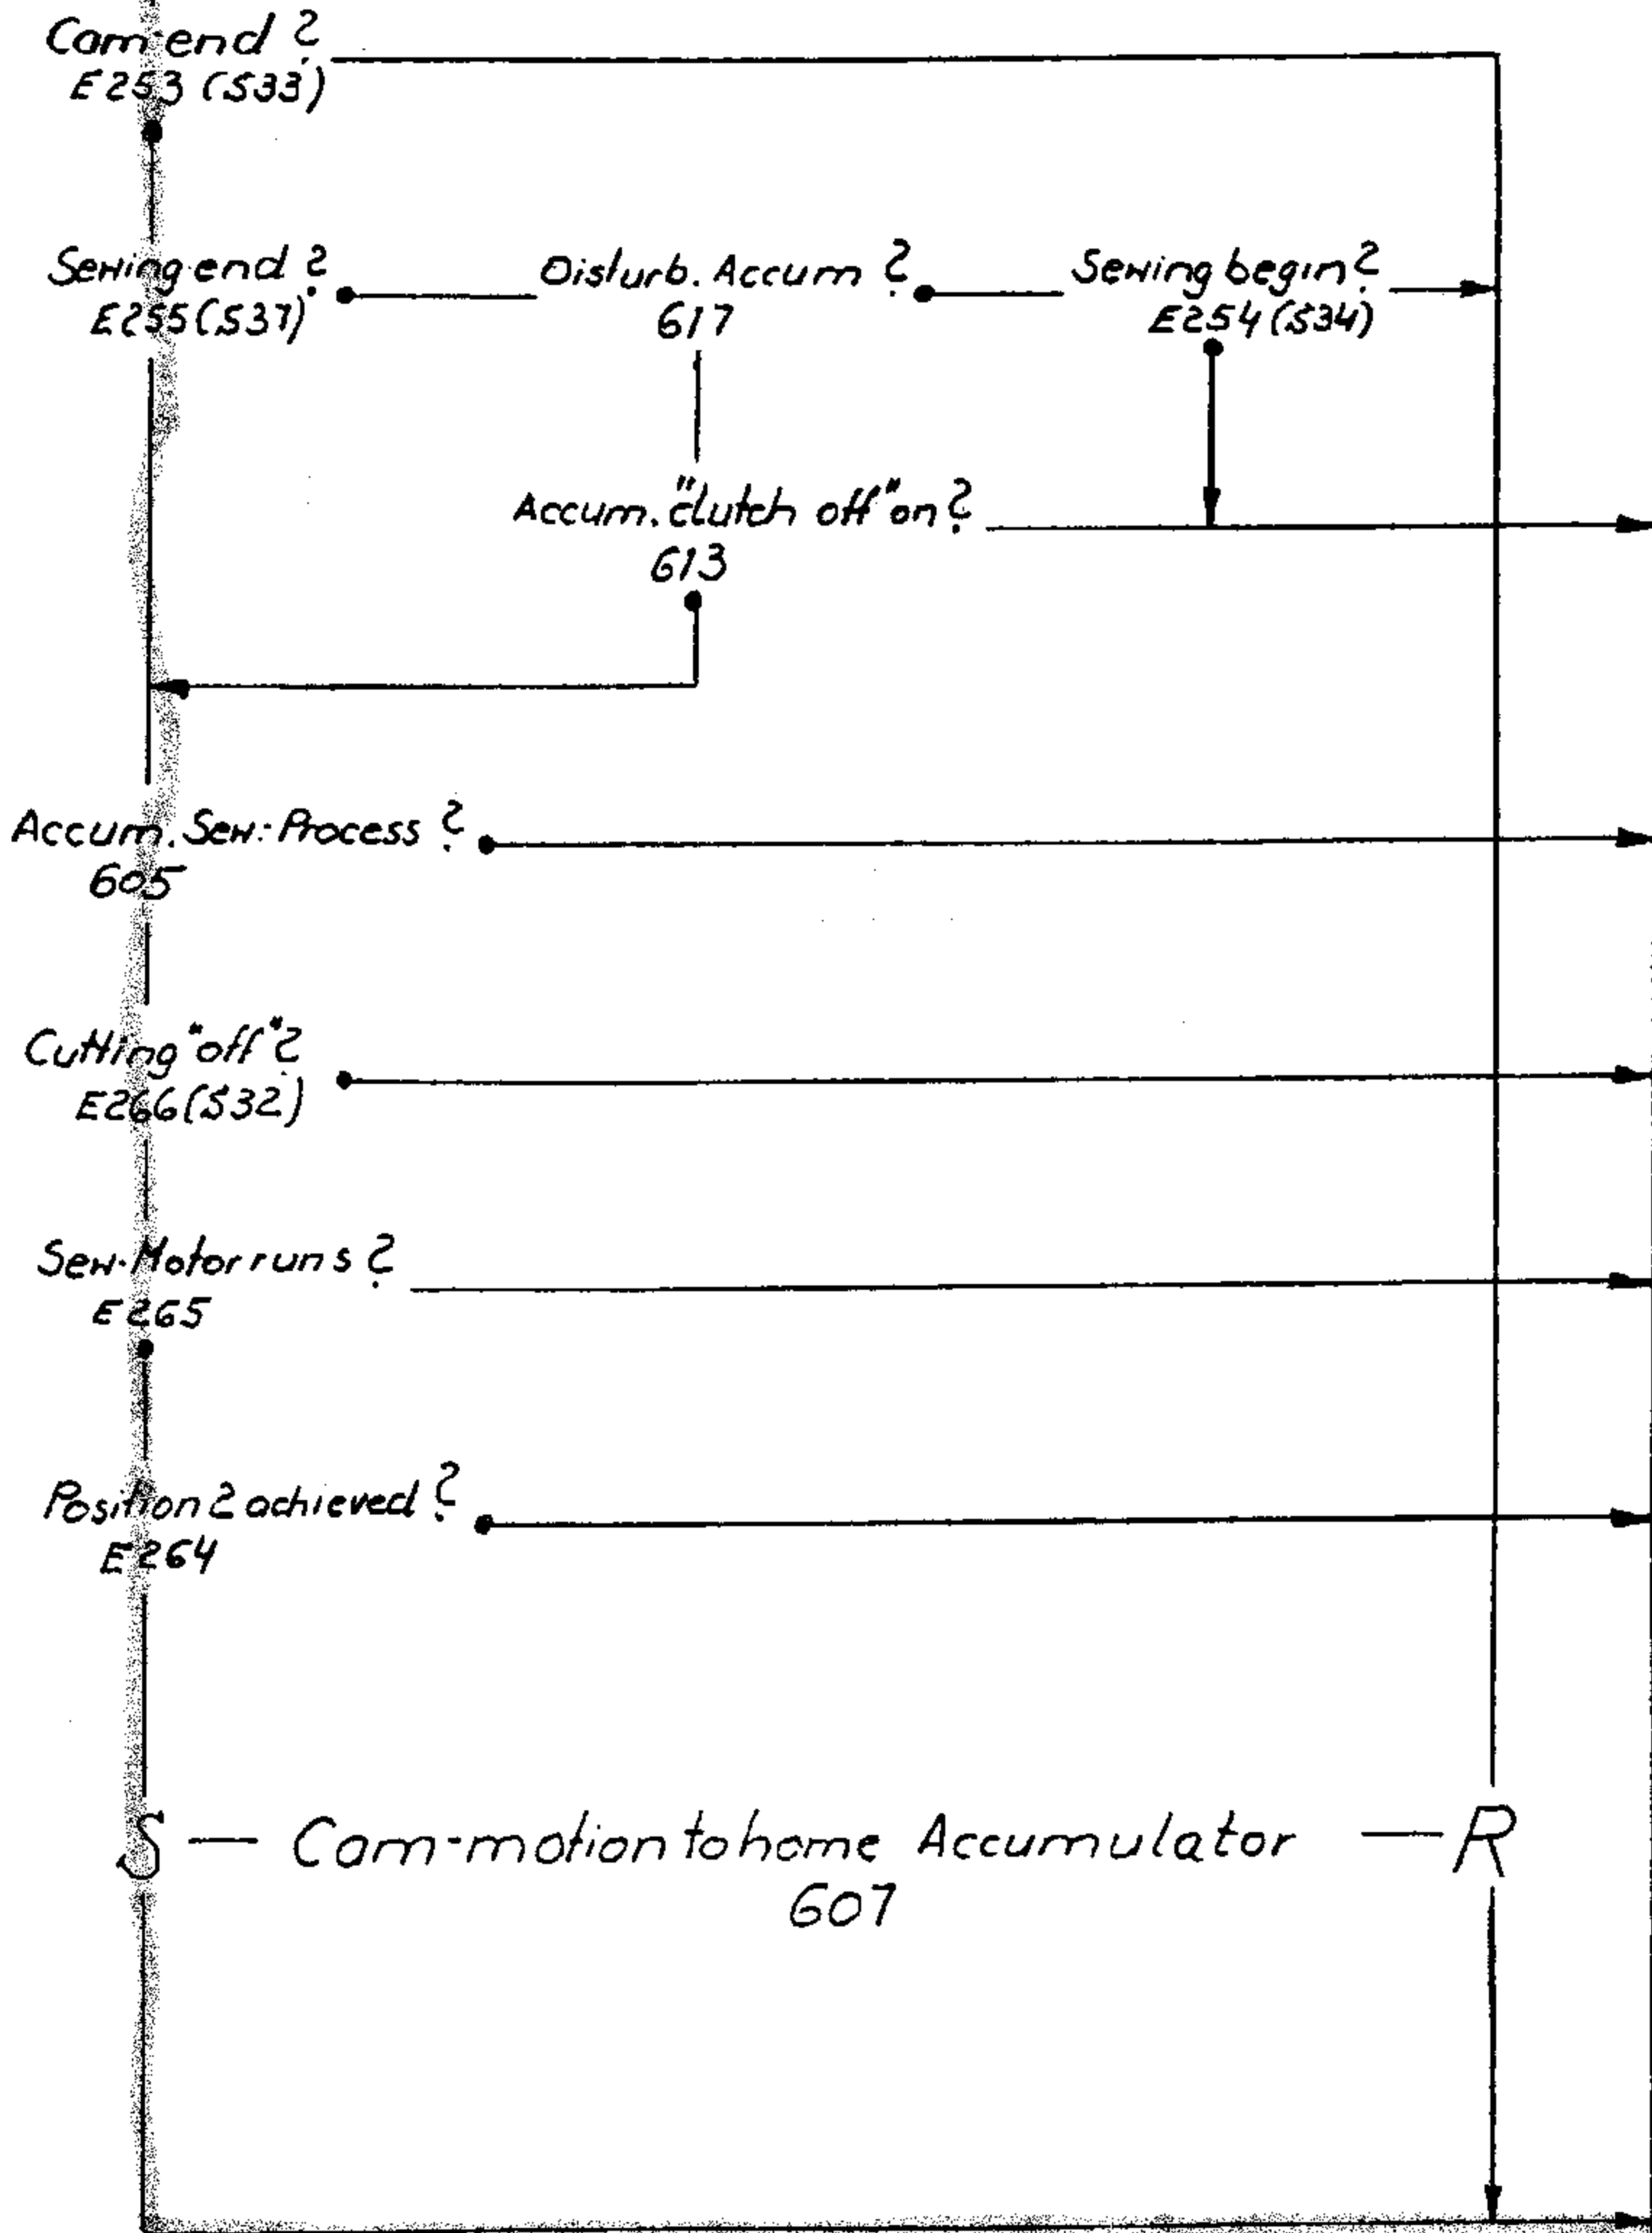 Cam-end ?
E253 (S33)
Sewing end ?
E255 (S37)
Disturb. Accum ?
617
Sewing begin ?
E254 (S34)
Accum. "clutch off" on ?
613
Accum. Sew.-Process ?
605
Cutting "off" ?
E266 (S32)
Sew-Motor runs ?
E265
Position 2 achieved ?
E264
S — Cam-motion to home Accumulator — R
607